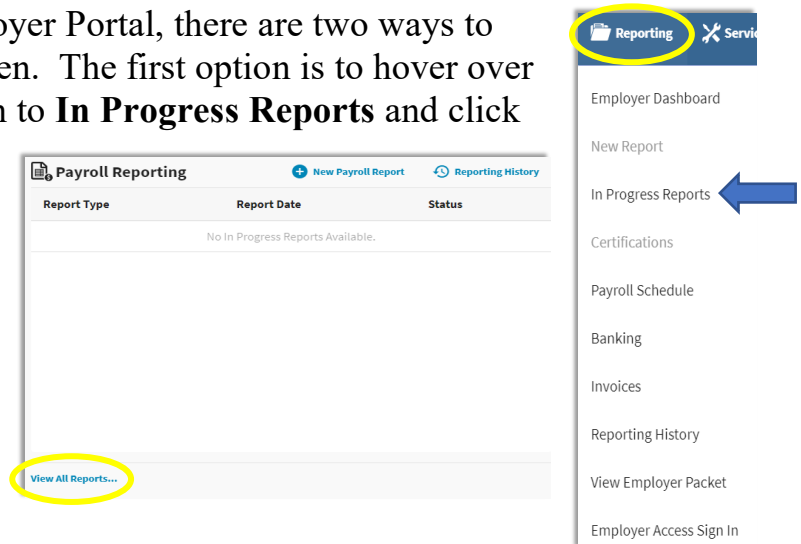 oyer Portal, there are two ways to
en. The first option is to hover over
n to In Progress Reports and click
Payroll Reporting
New Payroll Report
Reporting History
Report Type
Report Date
Status
No In Progress Reports Available.
View All Reports...
Reporting
Servic
Employer Dashboard
New Report
In Progress Reports
Certifications
Payroll Schedule
Banking
Invoices
Reporting History
View Employer Packet
Employer Access Sign In